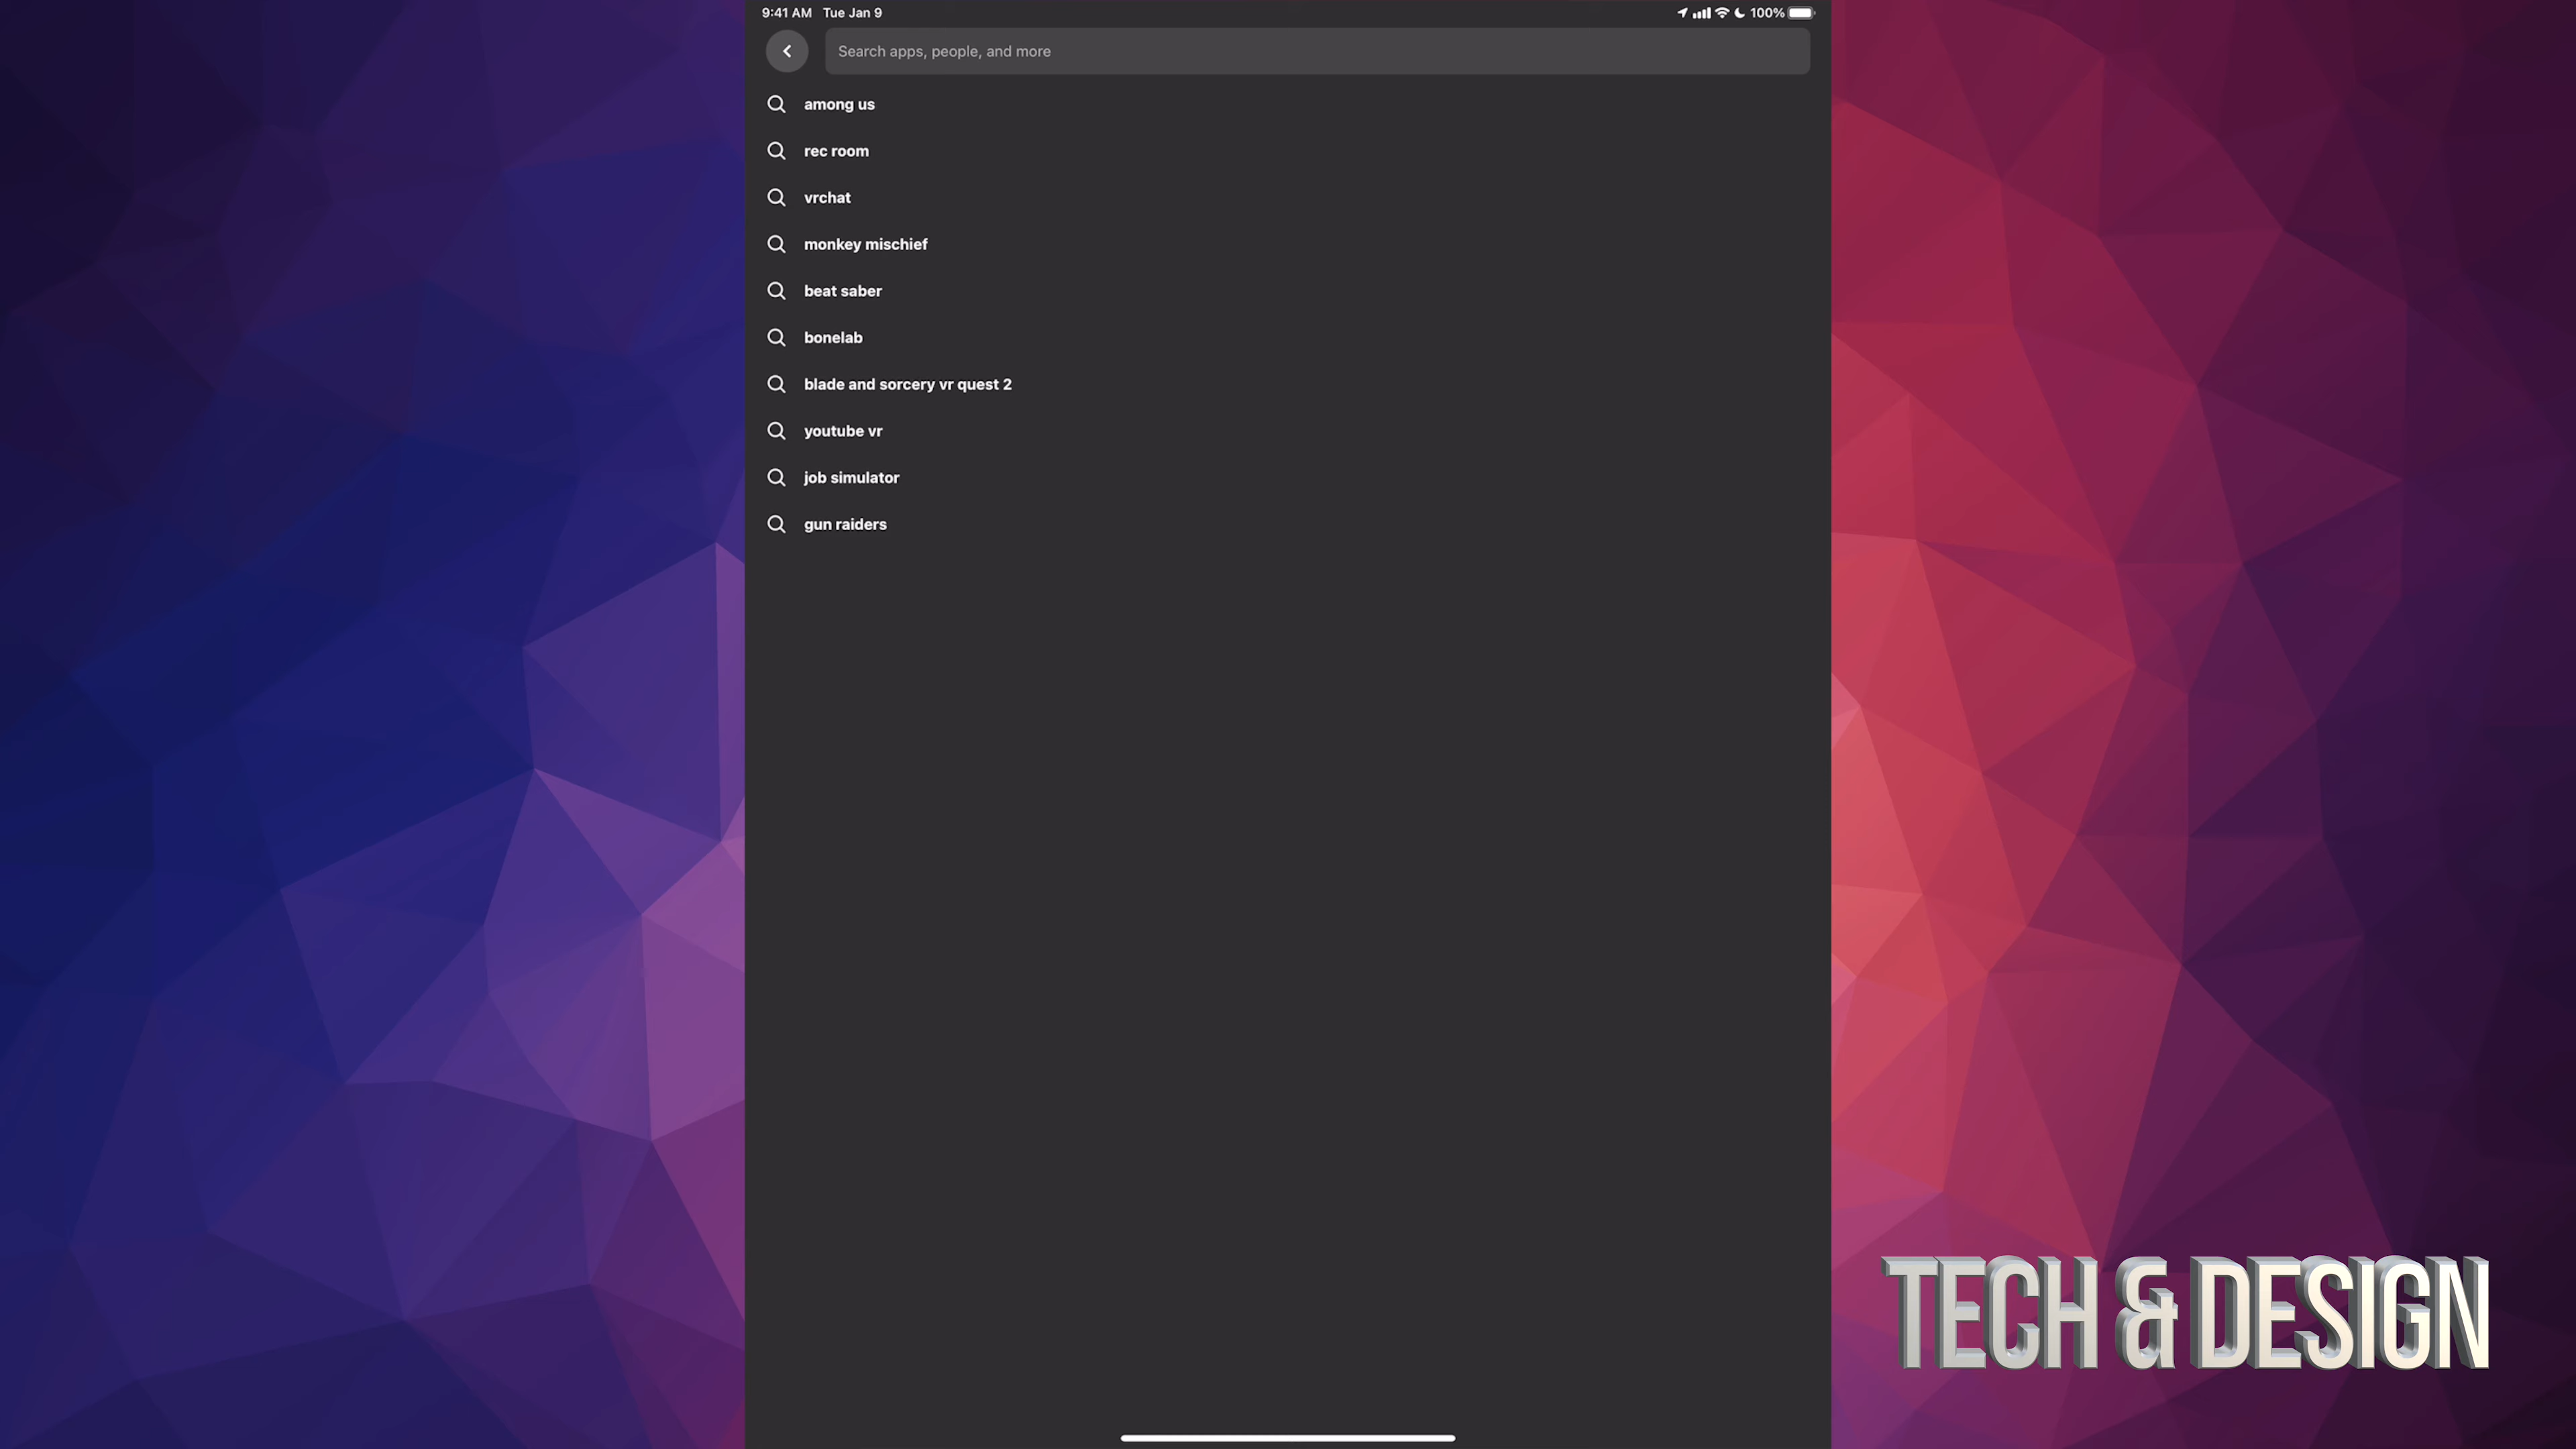 9:41 AM Tue Jan 9 100%
Search apps, people, and more
among us
rec room
vrchat
monkey mischief
beat saber
bonelab
blade and sorcery vr quest 2
youtube vr
job simulator
gun raiders
TECH & DESIGN